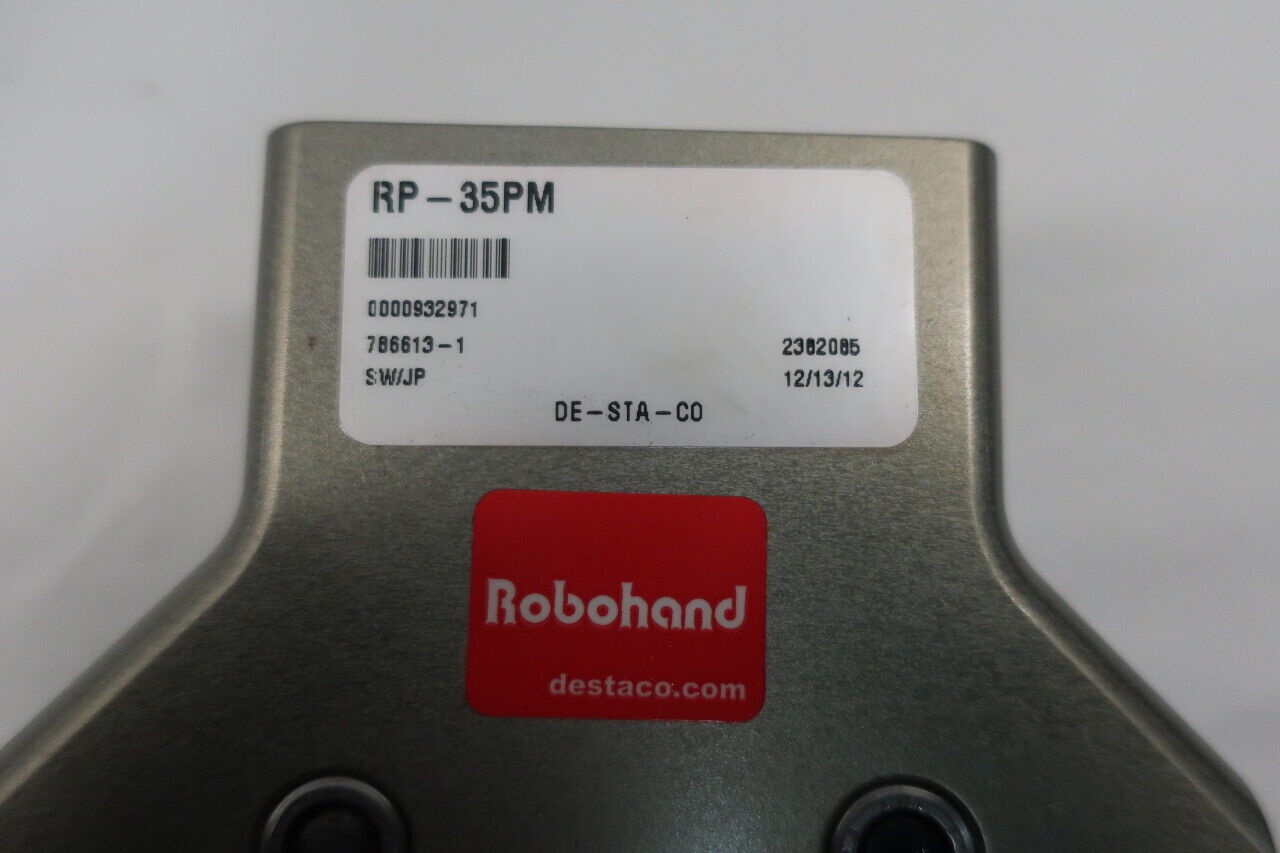 RP-35PM
0000932971
786613-1
2382085
SW/JP
12/13/12
DE-STA-CO
Robohand
destaco.com